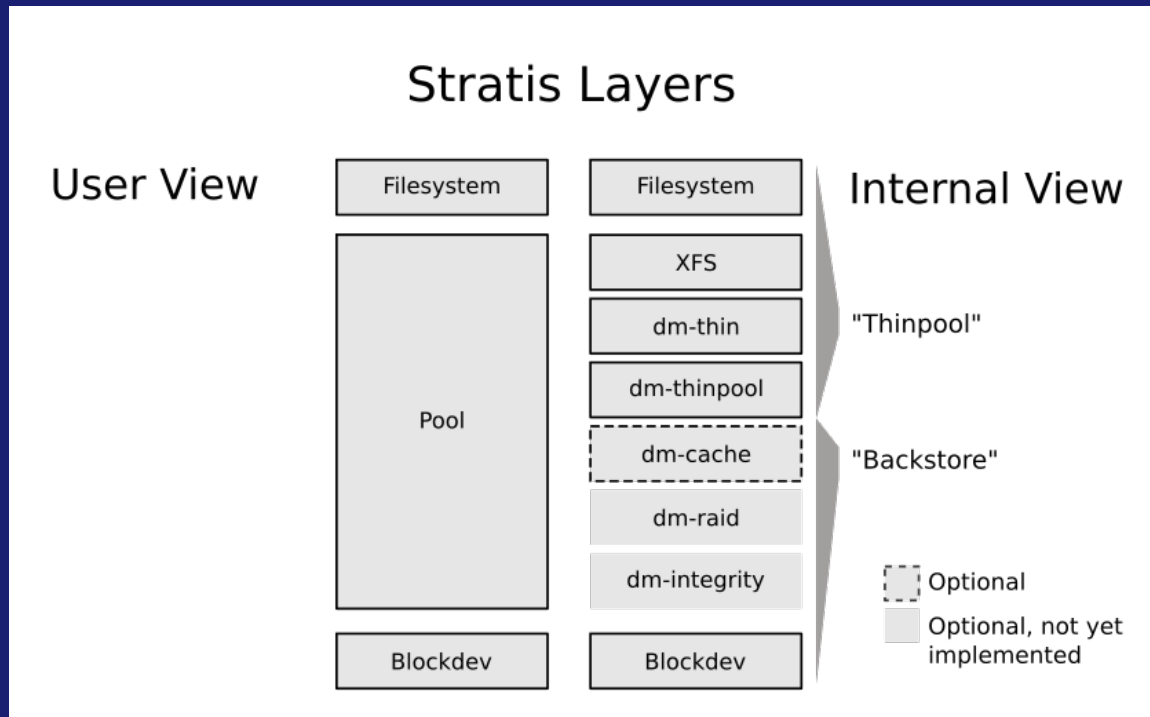 Stratis Layers
User View
Internal View
Filesystem
Pool
Blockdev
Filesystem
XFS
dm-thin
dm-thinpool
dm-cache
dm-raid
dm-integrity
Blockdev
"Thinpool"
"Backstore"
Optional
Optional, not yet
implemented